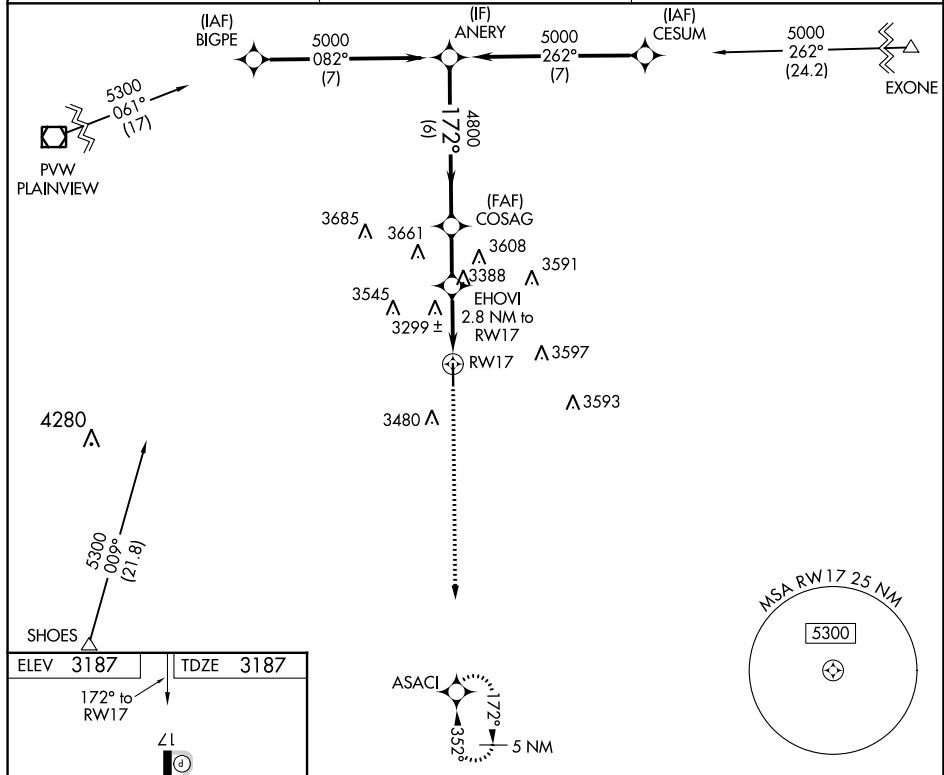 (IAF)
BIGPE
5000
082°
(7)
(IF)
ANERY
5000
262°
(7)
(IAF)
CESUM
5000
262°
(24.2)
EXONE
5300
061°
(17)
PVW
PLAINVIEW
4800
172°
(6)
(FAF)
COSAG
3685
3661
3608
3388
3591
EHOVI
2.8 NM to
RW17
3545
3299 ±
3597
RW17
3593
3480
4280
5300
009°
(21.8)
SHOES
MSA RW17 25 NM
5300
ELEV 3187
TDZE 3187
172° to
RW17
17
P
ASACI
172°
352°
5 NM